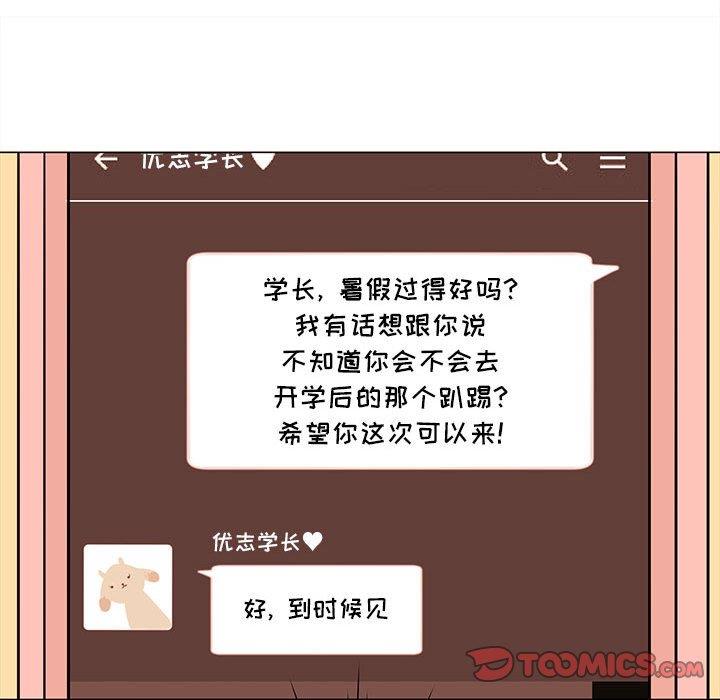 优志学长♥
学长, 暑假过得好吗?
我有话想跟你说
不知道你会不会去
开学后的那个趴踢?
希望你这次可以来!
优志学长♥
好, 到时候见
TOOMICS.com